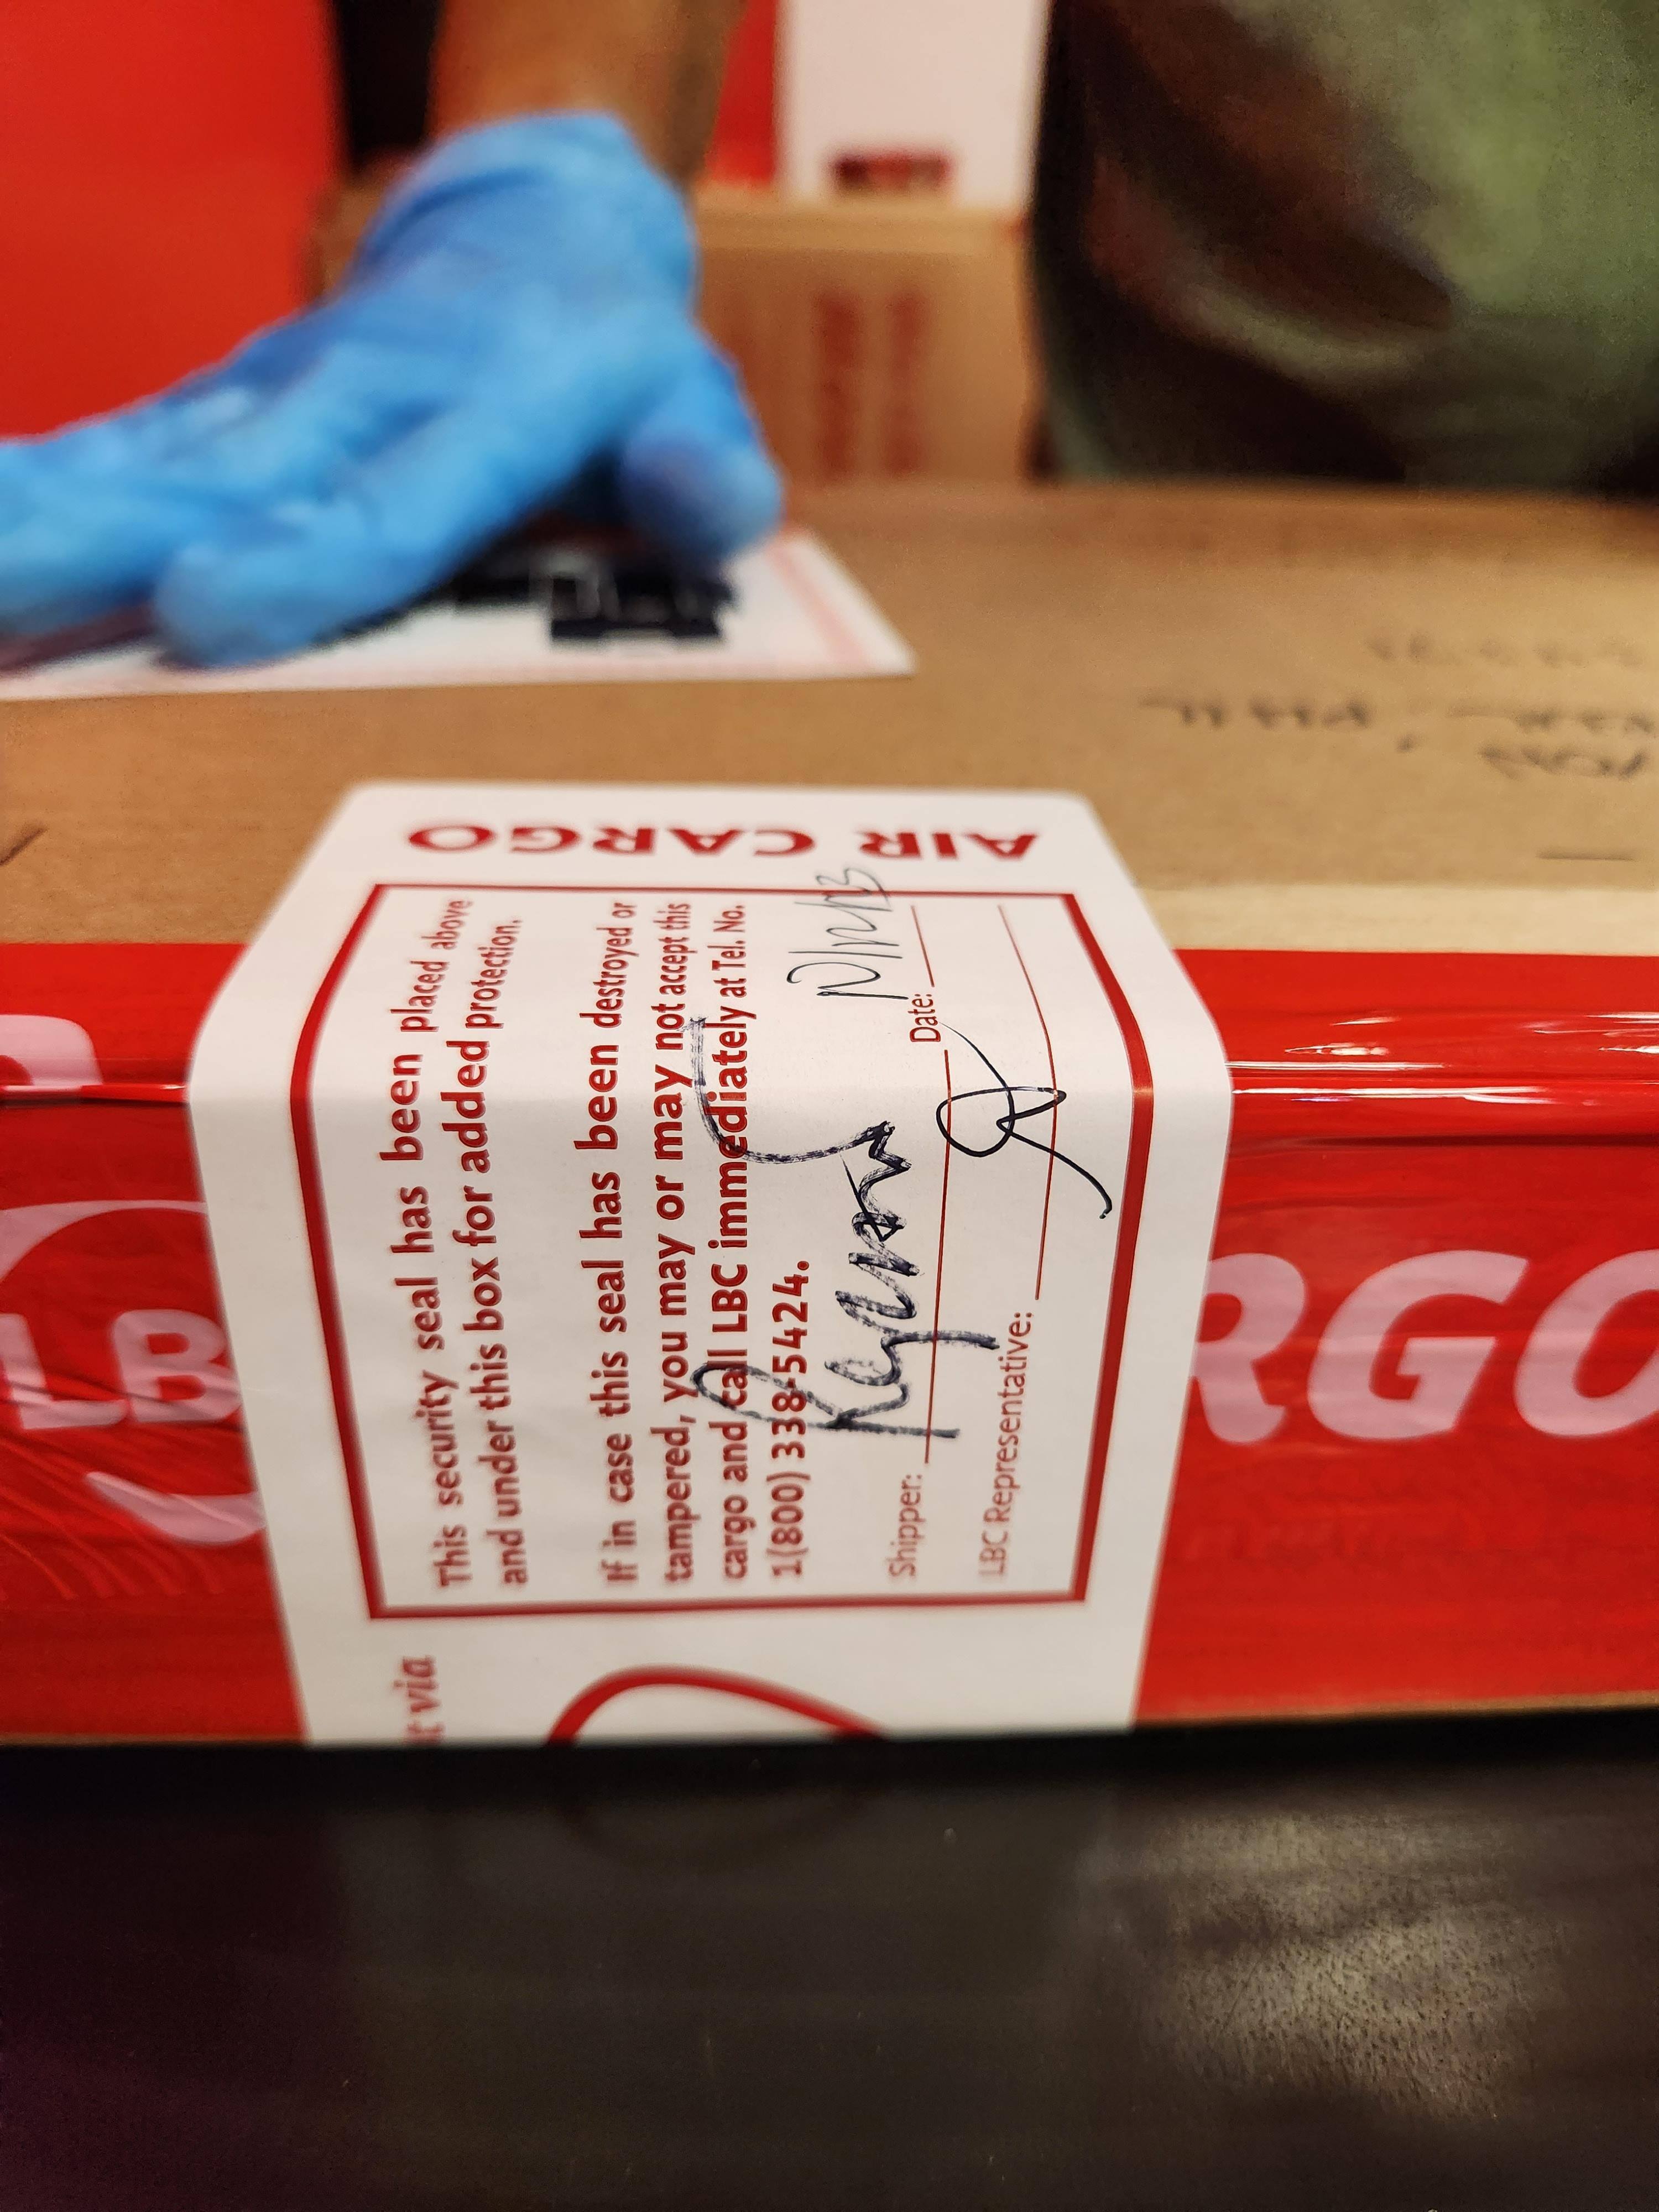 AIR CARGO
This security seal has been placed above
and under this box for added protection.
If in case this seal has been destroyed or
tampered, you may or may not accept this
cargo and call LBC immediately at Tel. No.
1(800) 338-5424.
Shipper: Date:
LBC Representative:
via
LB
RGO